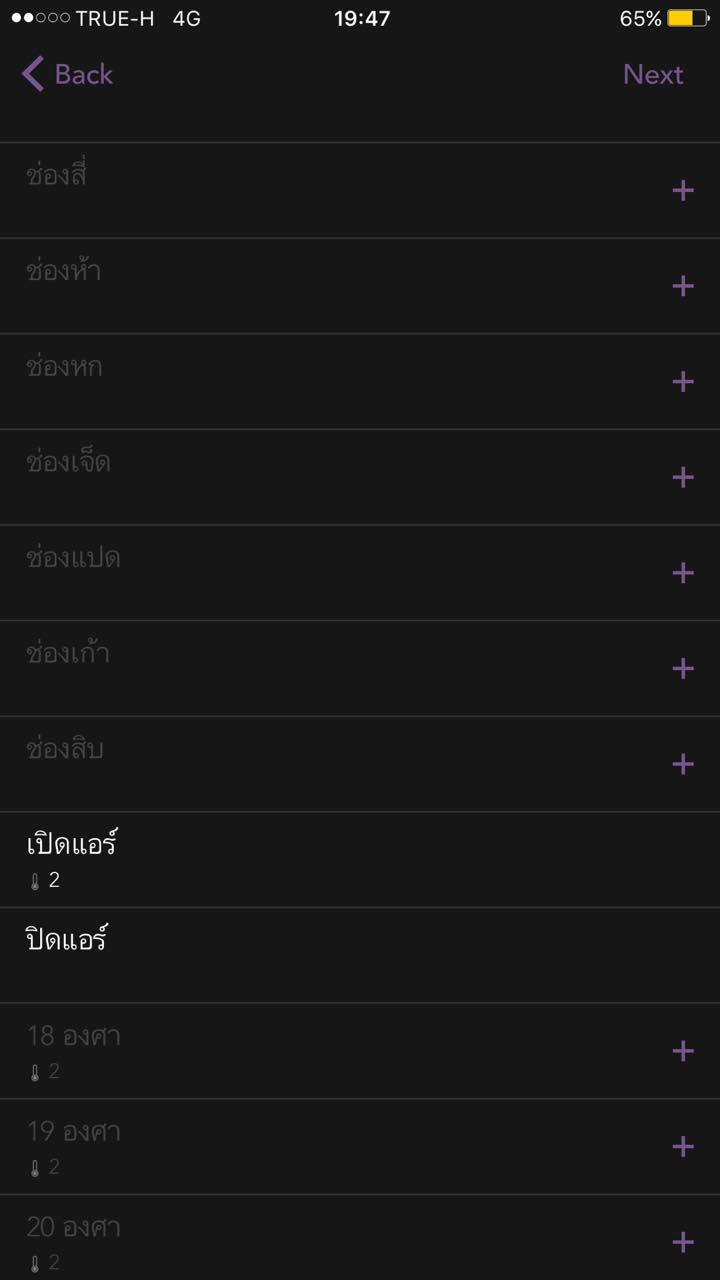 TRUE-H 4G 19:47 65%
Back Next
ช่องสี่
ช่องห้า
ช่องหก
ช่องเจ็ด
ช่องแปด
ช่องเก้า
ช่องสิบ
เปิดแอร์
2
ปิดแอร์
18 องศา
2
19 องศา
2
20 องศา
2